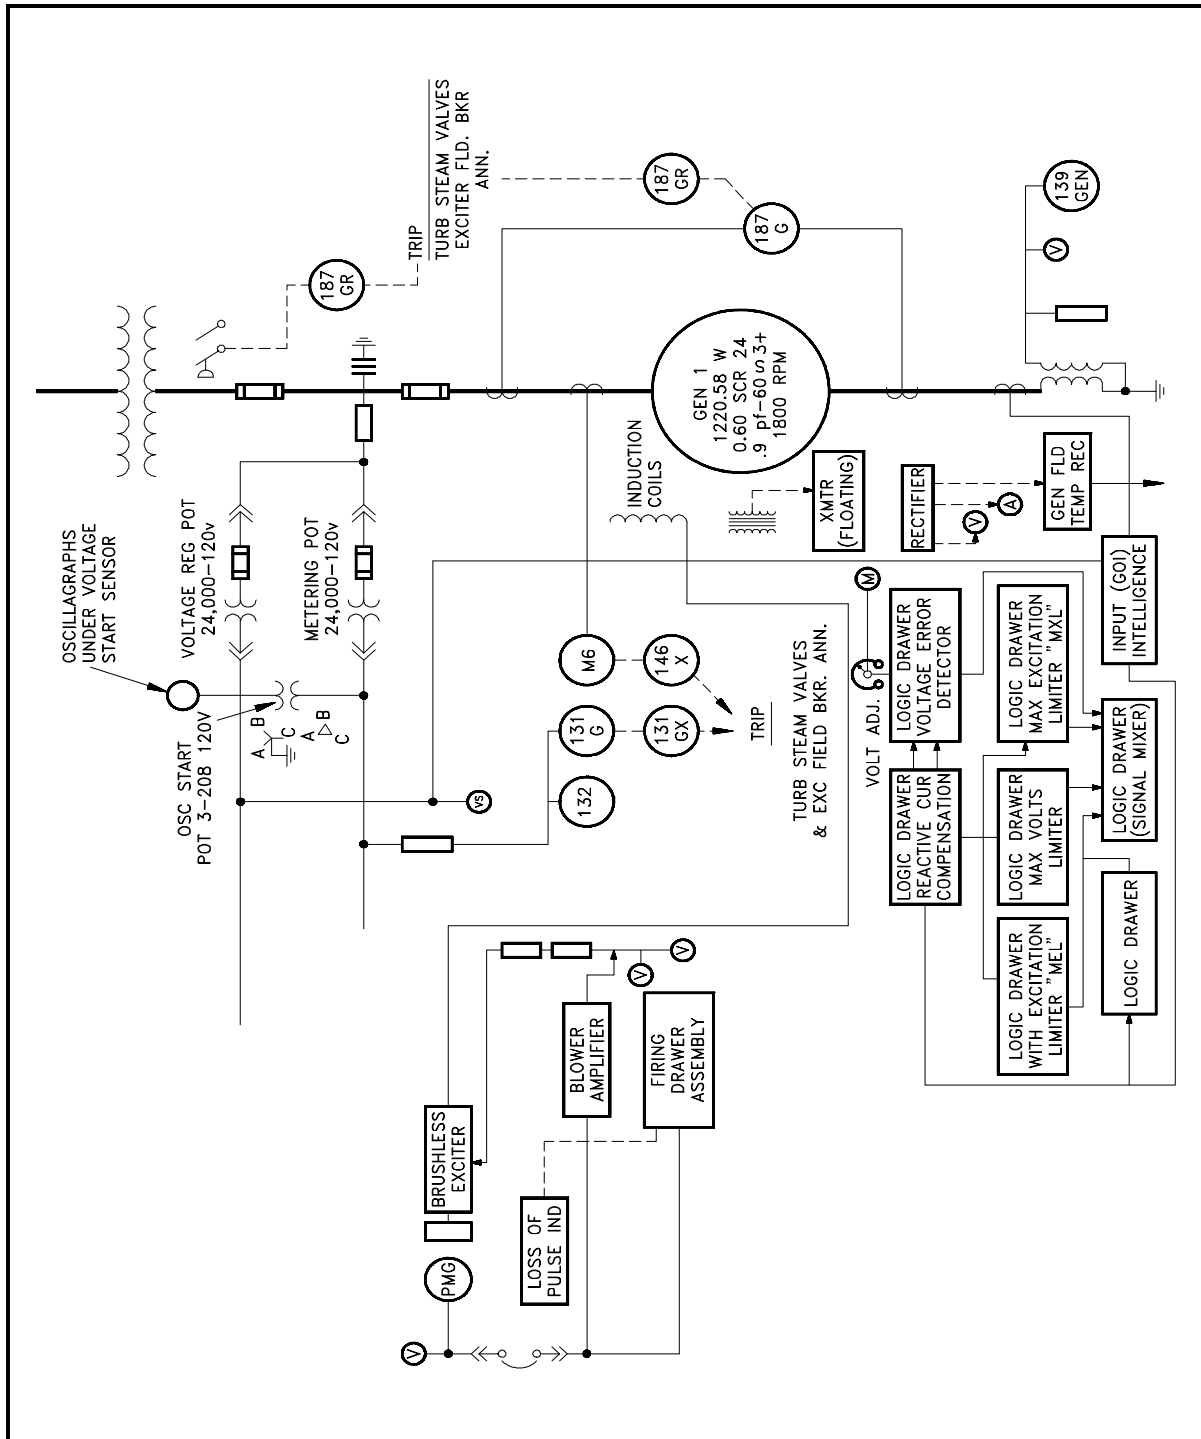 TRIP
TURB STEAM VALVES
EXCITER FLD. BKR
ANN.
187
GR
187
GR
187
G
139
GEN
V
GEN 1
1220.58 W
0.60 SCR 24
.9 pf-60 S 3+
1800 RPM
OSCILLAGRAPHS
UNDER VOLTAGE
START SENSOR
VOLTAGE REG POT
24,000-120v
METERING POT
24,000-120v
INDUCTION
COILS
XMTR
(FLOATING)
RECTIFIER
V
A
GEN FLD
TEMP REC
OSC START
POT 3-208 120V
A
B
C
A
B
C
VS
M6
146
X
131
G
131
GX
132
TRIP
TURB STEAM VALVES
& EXC FIELD BKR. ANN.
VOLT ADJ.
M
LOGIC DRAWER
VOLTAGE ERROR
DETECTOR
LOGIC DRAWER
MAX EXCITATION
LIMITER "MXL"
INPUT (GOI)
INTELLIGENCE
LOGIC DRAWER
REACTIVE CUR
COMPENSATION
LOGIC DRAWER
MAX VOLTS
LIMITER
LOGIC DRAWER
(SIGNAL MIXER)
LOGIC DRAWER
WITH EXCITATION
LIMITER "MEL"
LOGIC DRAWER
BRUSHLESS
EXCITER
BLOWER
AMPLIFIER
FIRING
DRAWER
ASSEMBLY
V
V
PMG
LOSS OF
PULSE IND
V